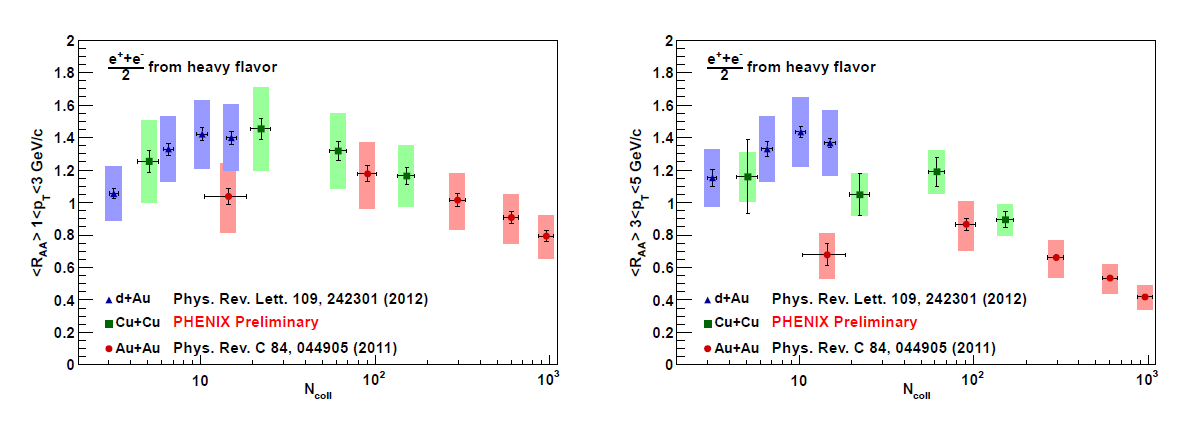 2
1.8
1.6
1.4
1.2
1
0.8
0.6
0.4
0.2
0
<R_AA> 1<p_T<3 GeV/c
e⁺+e⁻
2
from heavy flavor
d+Au Phys. Rev. Lett. 109, 242301 (2012)
Cu+Cu PHENIX Preliminary
Au+Au Phys. Rev. C 84, 044905 (2011)
10 10² 10³
N_coll
2
1.8
1.6
1.4
1.2
1
0.8
0.6
0.4
0.2
0
<R_AA> 3<p_T<5 GeV/c
e⁺+e⁻
2
from heavy flavor
d+Au Phys. Rev. Lett. 109, 242301 (2012)
Cu+Cu PHENIX Preliminary
Au+Au Phys. Rev. C 84, 044905 (2011)
10 10² 10³
N_coll